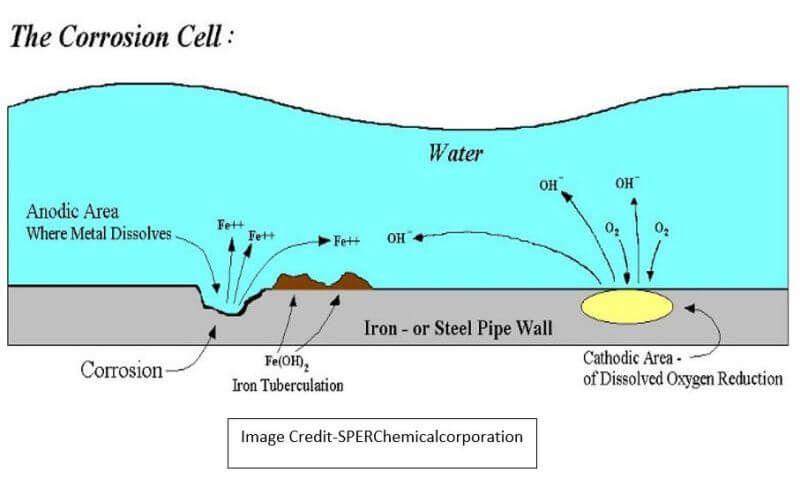 The Corrosion Cell :
Water
OH⁻
OH⁻
Anodic Area
Where Metal Dissolves
Fe++
Fe++
Fe++
OH⁻
O₂
O₂
Iron - or Steel Pipe Wall
Corrosion
Fe(OH)₂
Iron Tuberculation
Cathodic Area -
of Dissolved Oxygen Reduction
Image Credit-SPERChemicalcorporation